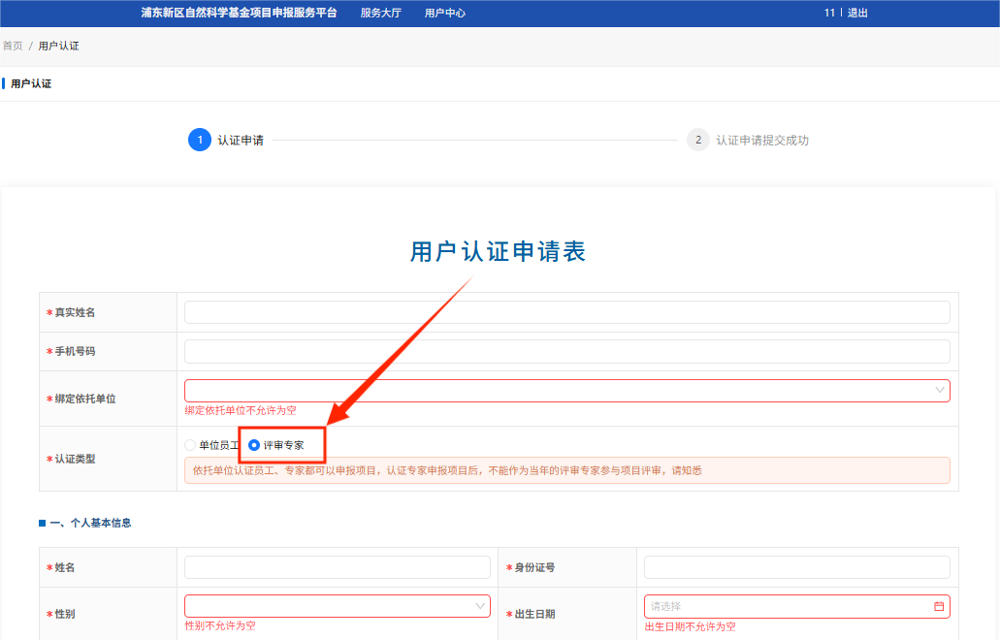 浦东新区自然科学基金项目申报服务平台 服务大厅 用户中心 11 | 退出
首页 / 用户认证
用户认证
1 认证申请 2 认证申请提交成功
用户认证申请表
*真实姓名
*手机号码
*绑定依托单位
绑定依托单位不允许为空
*认证类型 单位员工 评审专家
依托单位认证员工、专家都可以申报项目，认证专家申报项目后，不能作为当年的评审专家参与项目评审，请知悉
一、个人基本信息
*姓名 *身份证号
*性别 *出生日期 请选择
性别不允许为空 出生日期不允许为空